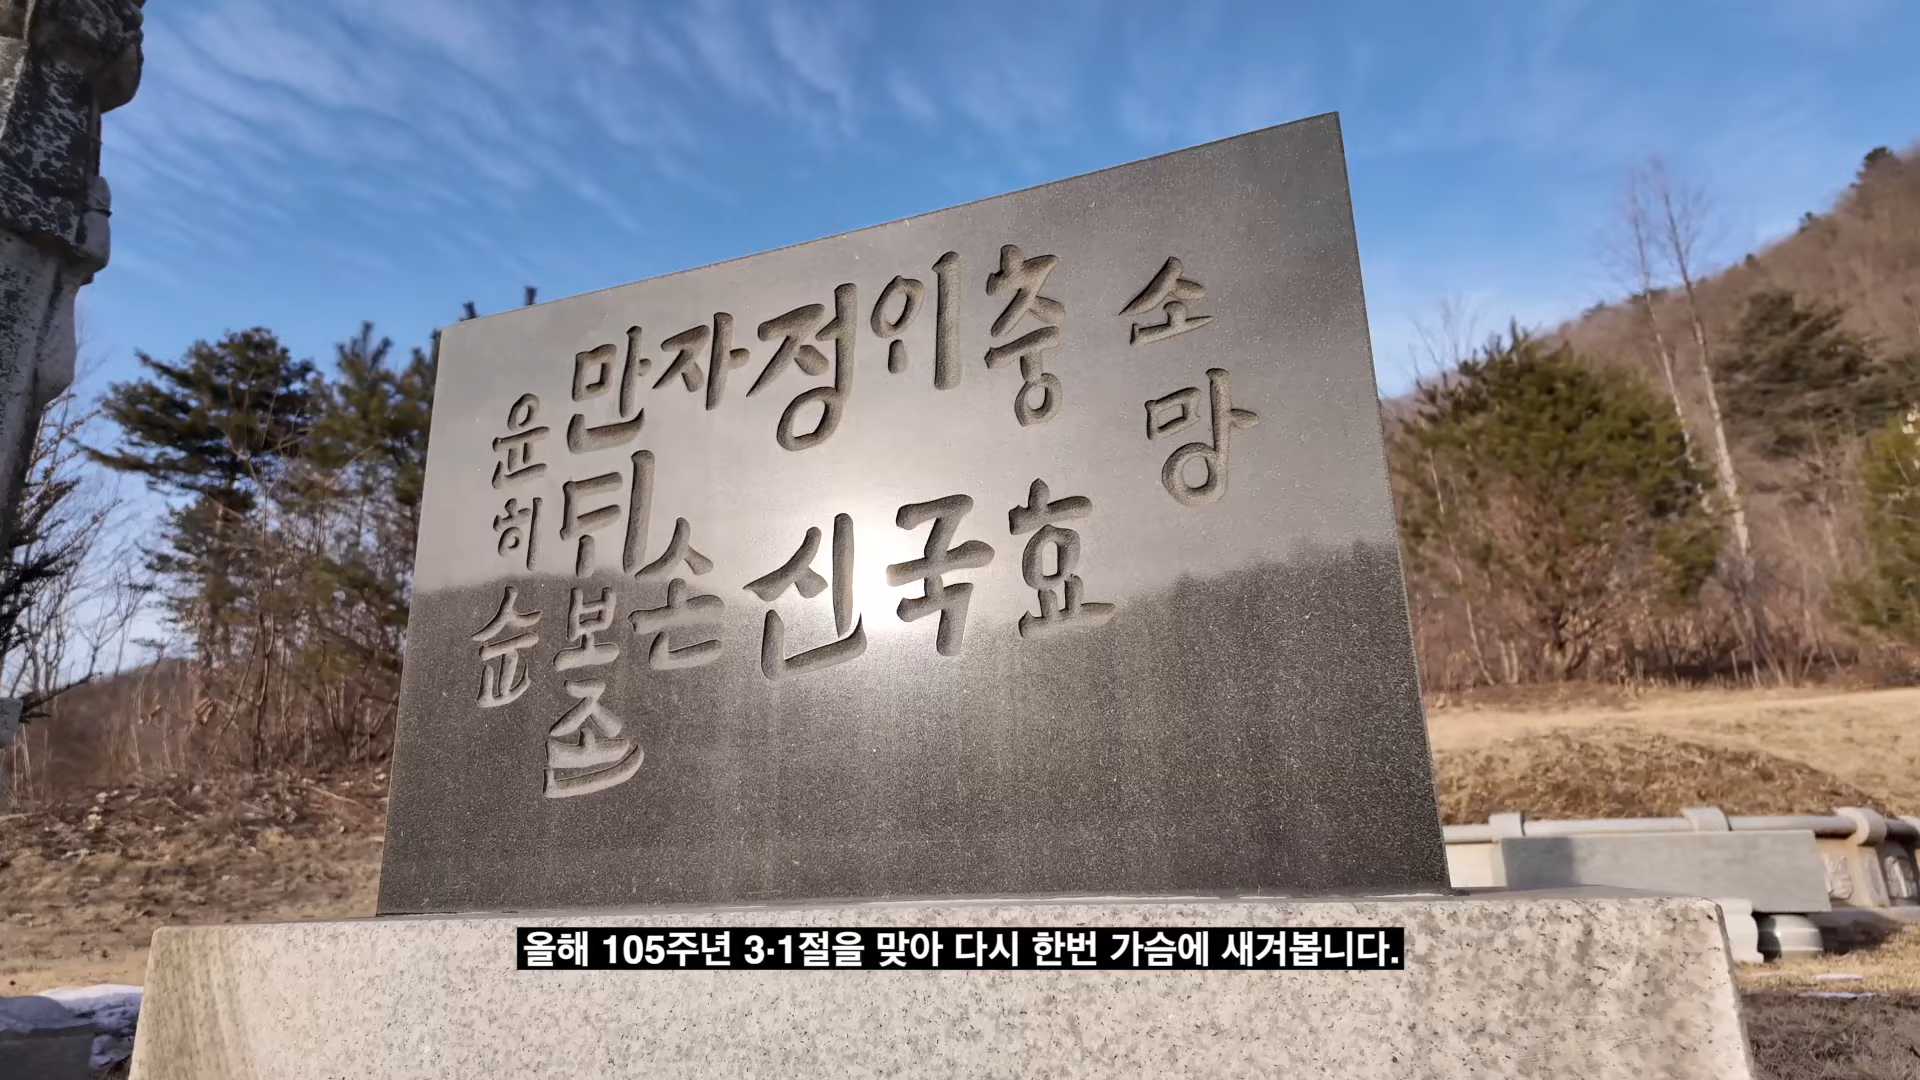 소망
충효
위국
정신
자손
만뒤보존
윤희순
올해 105주년 3·1절을 맞아 다시 한번 가슴에 새겨봅니다.